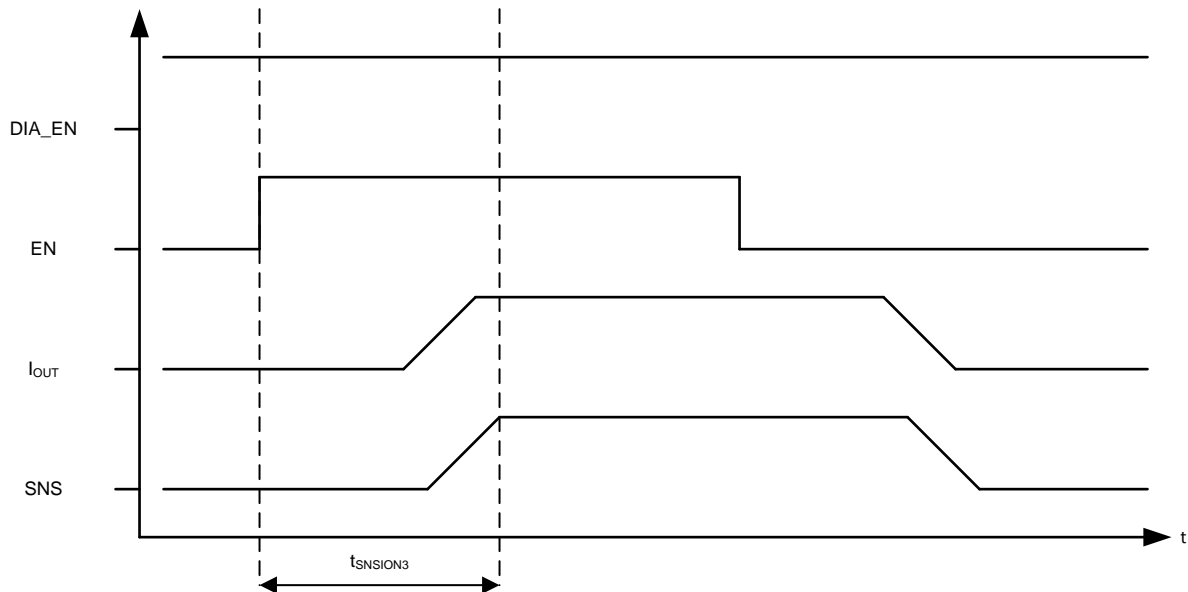 DIA_EN
EN
IOUT
SNS
t
tSNSION3